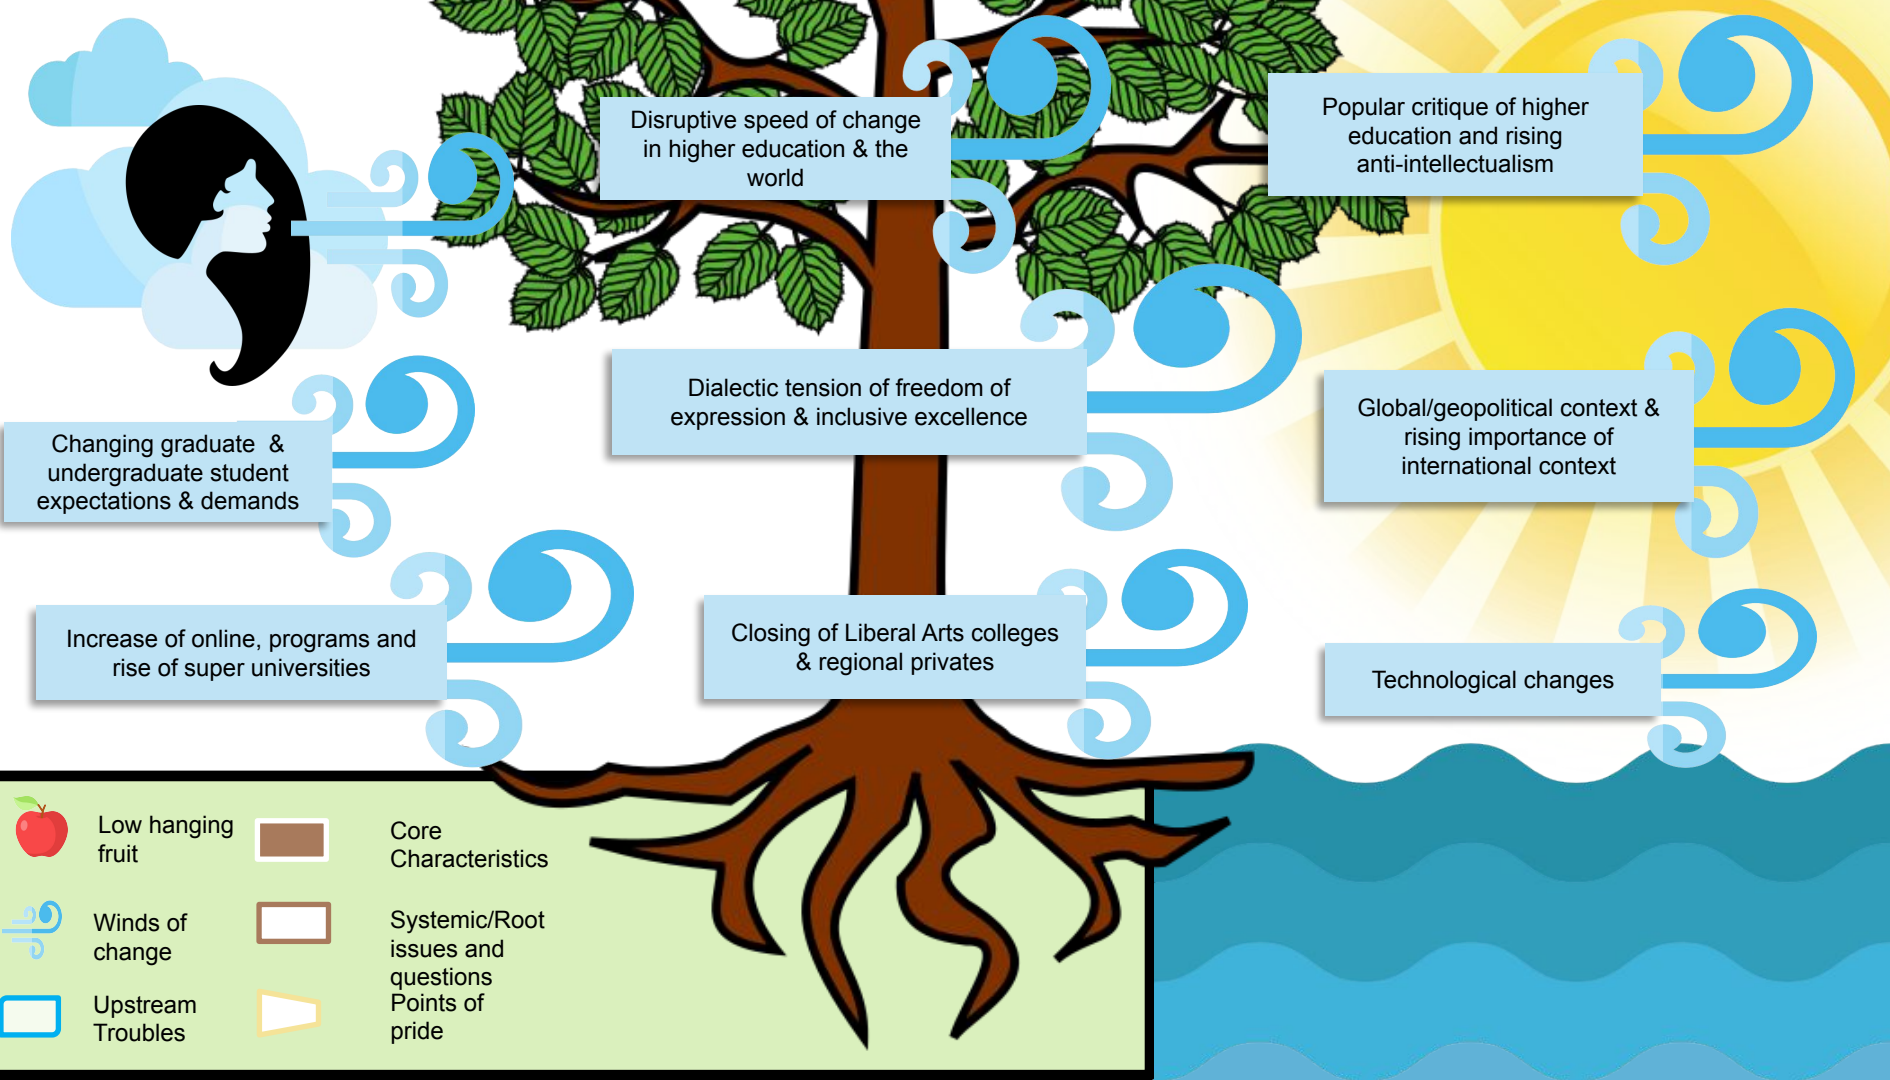 Disruptive speed of change
in higher education & the
world
Popular critique of higher
education and rising
anti-intellectualism
Dialectic tension of freedom of
expression & inclusive excellence
Global/geopolitical context &
rising importance of
international context
Changing graduate & 
undergraduate student
expectations & demands
Increase of online, programs and
rise of super universities
Closing of Liberal Arts colleges
& regional privates
Technological changes
Low hanging
fruit
Core
Characteristics
Winds of
change
Systemic/Root
issues and
questions
Upstream
Troubles
Points of
pride